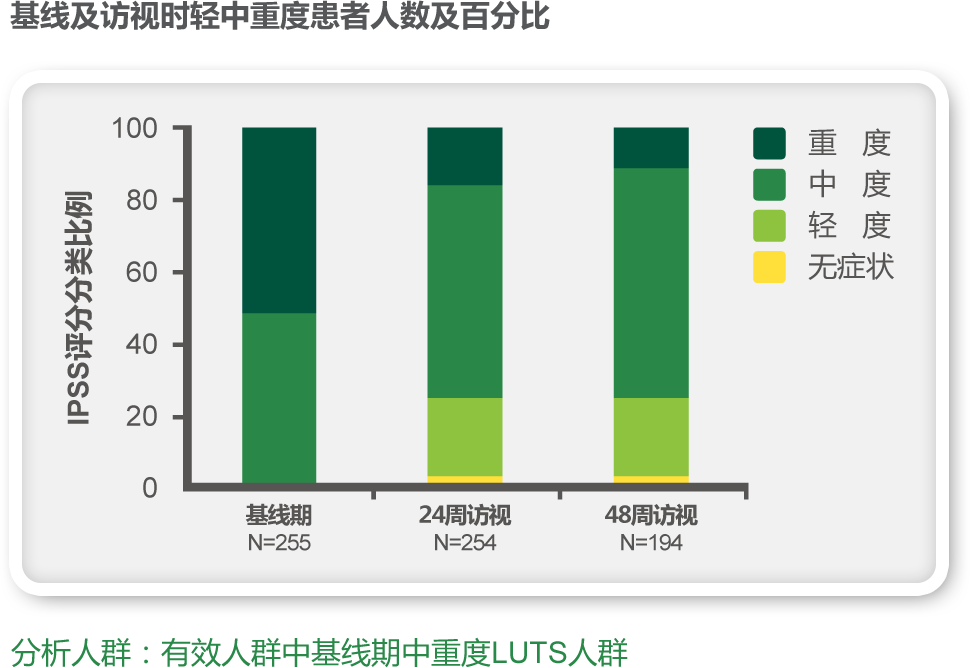 基线及访视时轻中重度患者人数及百分比
IPSS评分分类比例
100
80
60
40
20
0
重 度
中 度
轻 度
无症状
基线期 24周访视 48周访视
N=255 N=254 N=194
分析人群：有效人群中基线期中重度LUTS人群